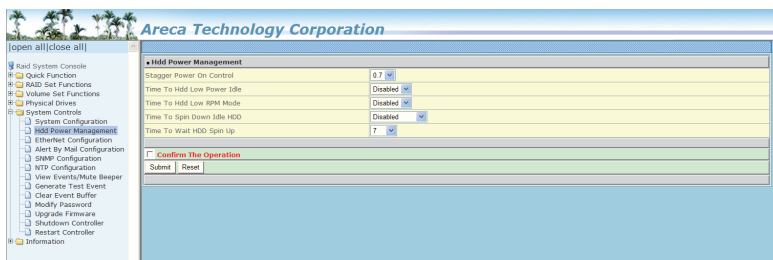 Areca Technology Corporation
|open all|close all|
Raid System Console
Quick Function
RAID Set Functions
Volume Set Functions
Physical Drives
System Controls
System Configuration
Hdd Power Management
EtherNet Configuration
Alert By Mail Configuration
SNMP Configuration
NTP Configuration
View Events/Mute Beeper
Generate Test Event
Clear Event Buffer
Modify Password
Upgrade Firmware
Shutdown Controller
Restart Controller
Information
• Hdd Power Management
Stagger Power On Control 0.7
Time To Hdd Low Power Idle Disabled
Time To Hdd Low RPM Mode Disabled
Time To Spin Down Idle HDD Disabled
Time To Wait HDD Spin Up 7
Confirm The Operation
Submit Reset